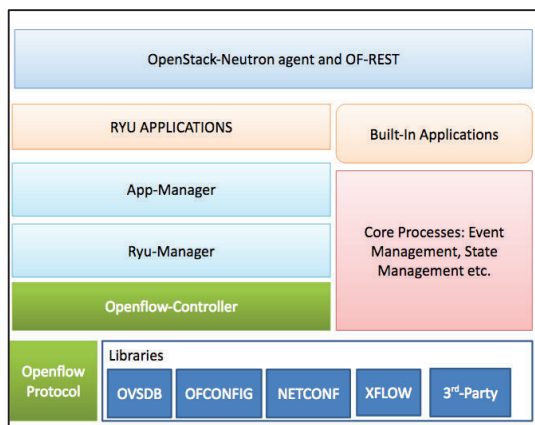 OpenStack-Neutron agent and OF-REST
RYU APPLICATIONS
Built-In Applications
App-Manager
Ryu-Manager
Core Processes: Event
Management, State
Management etc.
Openflow-Controller
Openflow
Protocol
Libraries
OVSDB
OFCONFIG
NETCONF
XFLOW
3rd-Party